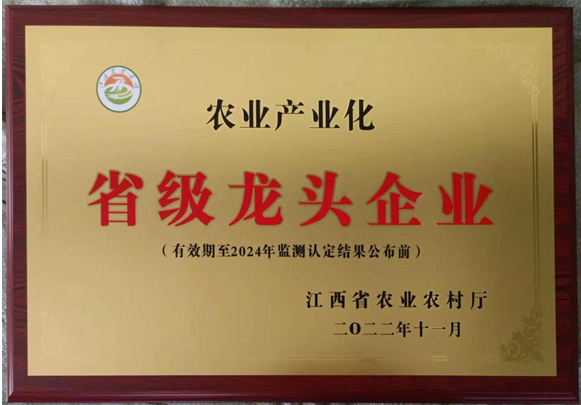 农业产业化
省级龙头企业
（有效期至2024年监测认定结果公布前）
江西省农业农村厅
二〇二二年十一月